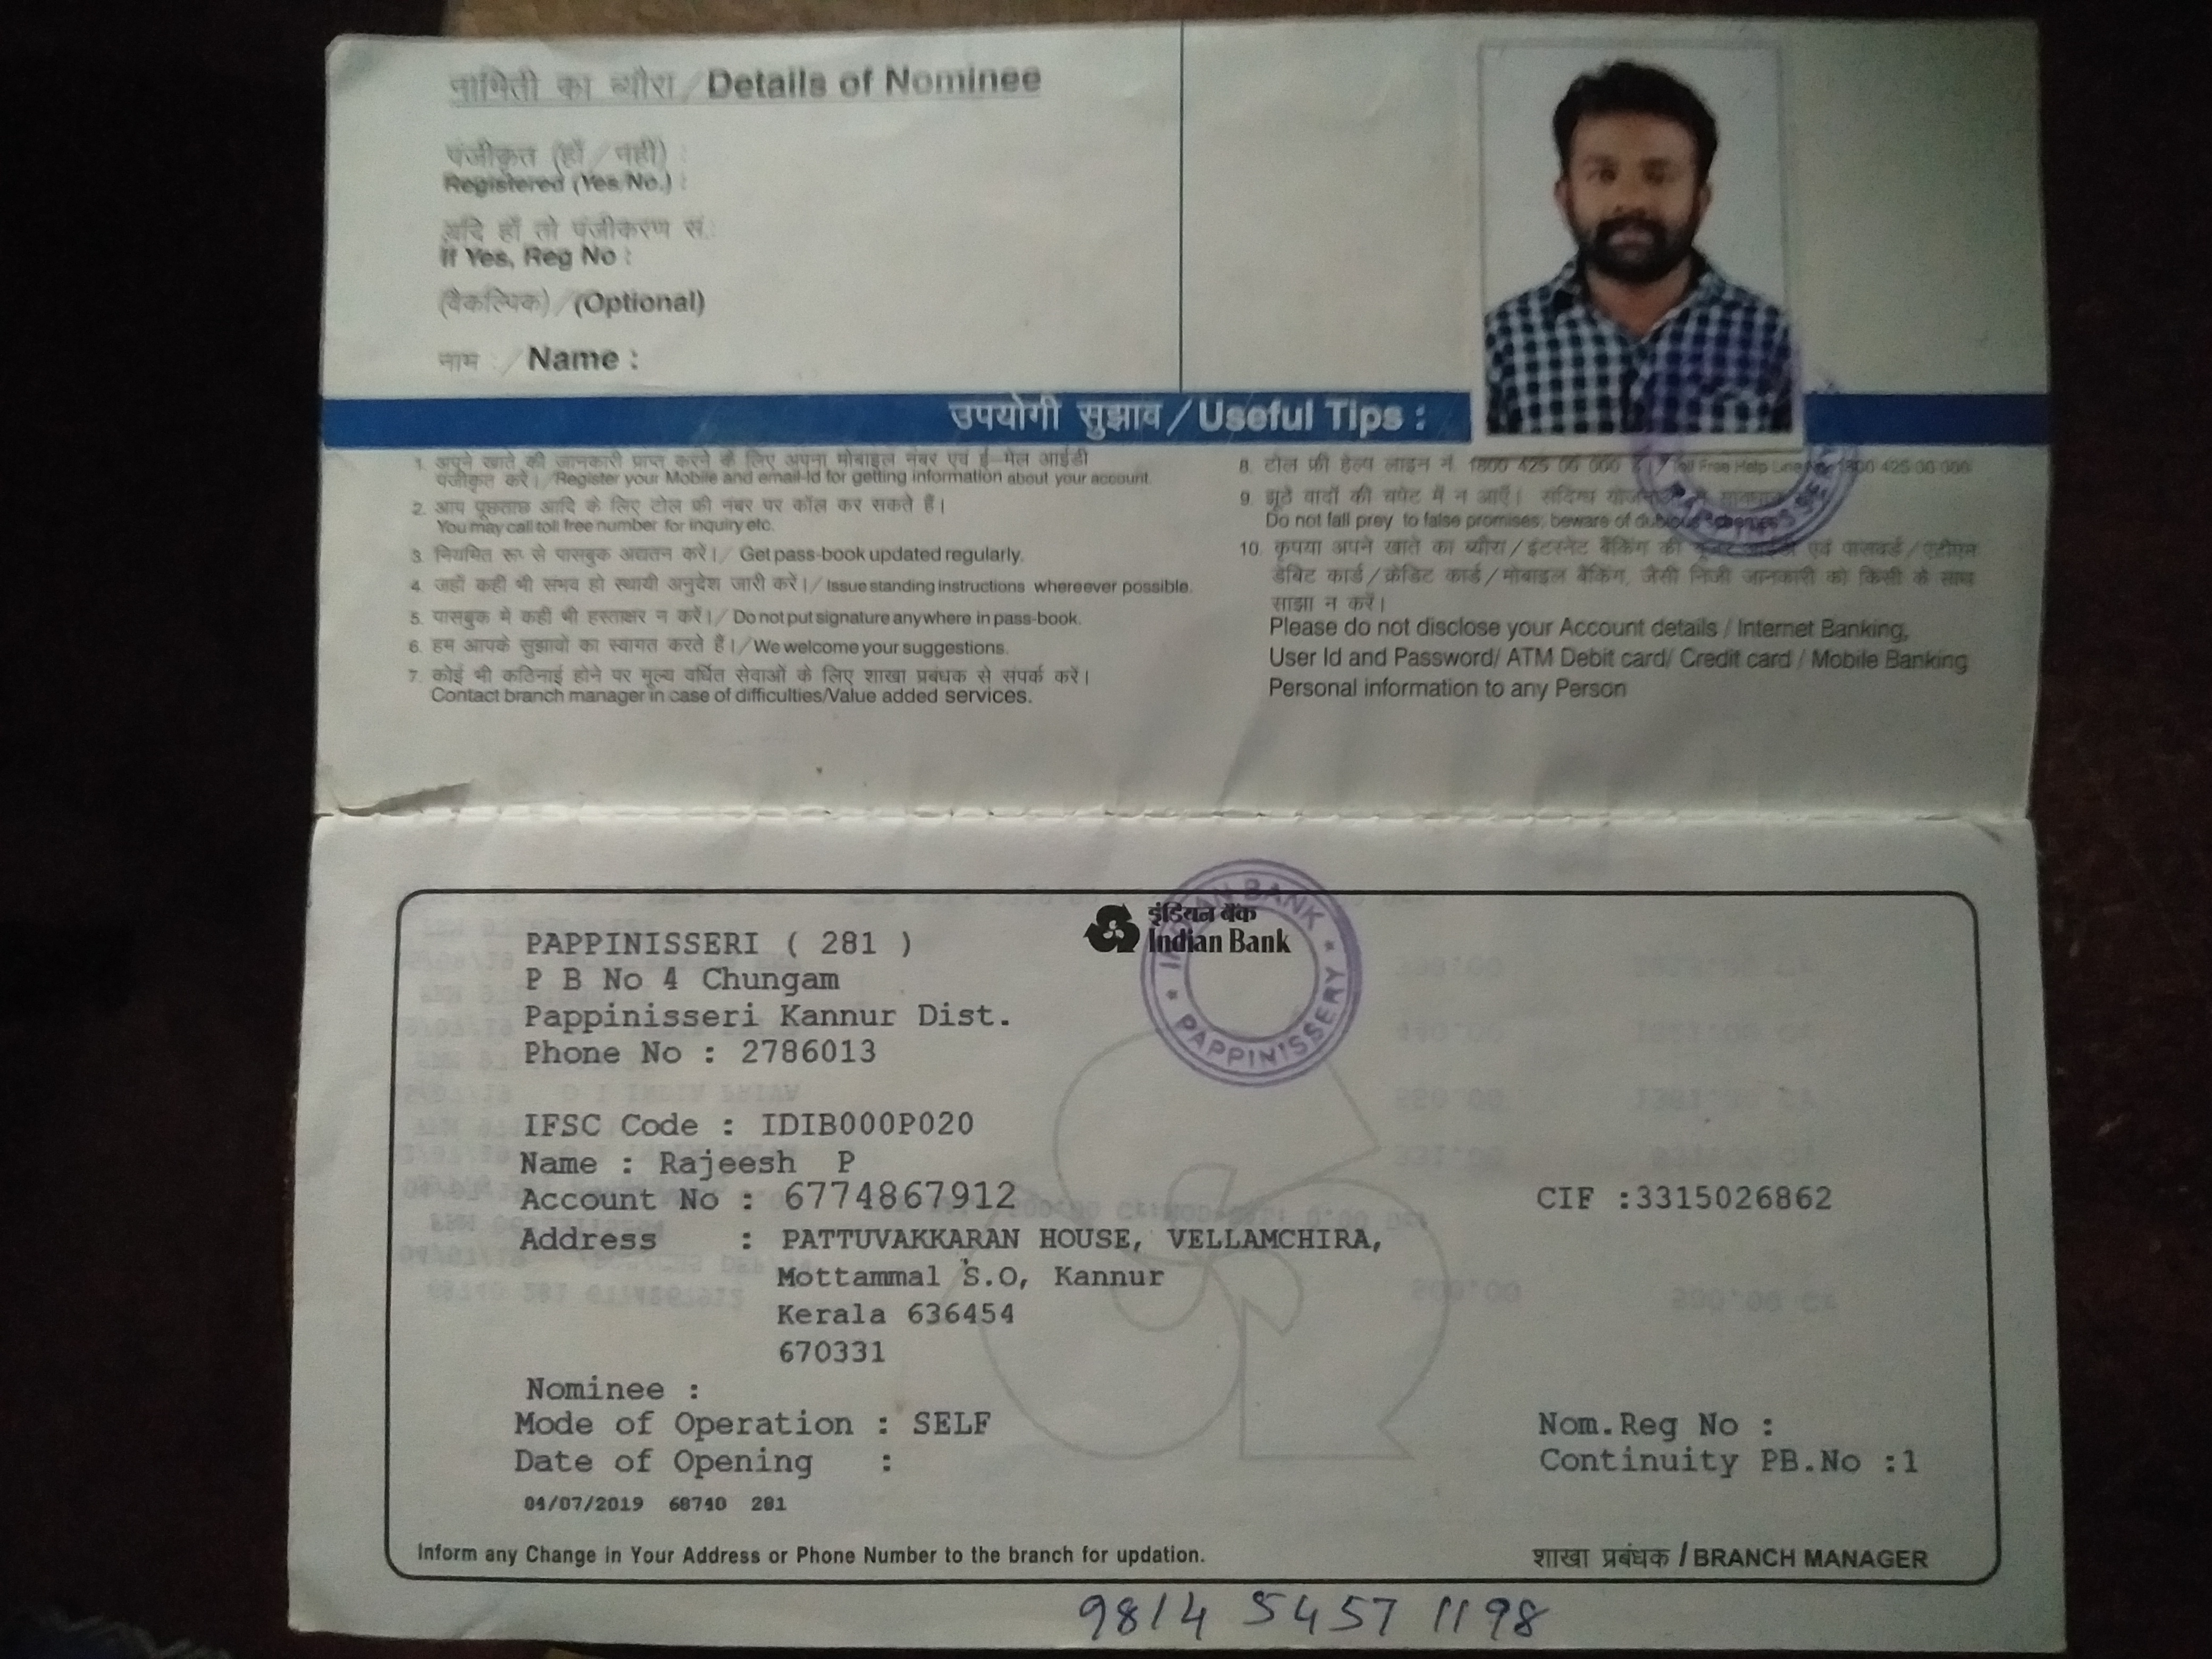 नामिती का ब्यौरा / Details of Nominee
पंजीकृत (हाँ / नहीं) :
Registered (Yes/No.) :
यदि हाँ तो पंजीकरण सं.:
If Yes, Reg No :
(वैकल्पिक) / (Optional)
नाम : / Name :
उपयोगी सुझाव / Useful Tips :
1. अपने खाते की जानकारी प्राप्त करने के लिए अपना मोबाइल नंबर एवं ई-मेल आईडी
पंजीकृत करें। / Register your Mobile and email-Id for getting information about your account.
2. आप पूछताछ आदि के लिए टोल फ्री नंबर पर कॉल कर सकते हैं।
You may call toll free number for inquiry etc.
3. नियमित रूप से पासबुक अद्यतन करें। / Get pass-book updated regularly.
4. जहाँ कहीं भी संभव हो स्थायी अनुदेश जारी करें। / Issue standing instructions whereever possible.
5. पासबुक में कहीं भी हस्ताक्षर न करें। / Do not put signature anywhere in pass-book.
6. हम आपके सुझावों का स्वागत करते हैं। / We welcome your suggestions.
7. कोई भी कठिनाई होने पर मूल्य वर्धित सेवाओं के लिए शाखा प्रबंधक से संपर्क करें।
Contact branch manager in case of difficulties/Value added services.
8. टोल फ्री हेल्प लाइन नं. 1800 425 00 000 है। / Toll Free Help Line No. 1800 425 00 000
9. झूठे वादों की चपेट में न आएँ। संदिग्ध योजनाओं से सावधान
Do not fall prey to false promises; beware of dubious schemes
10. कृपया अपने खाते का ब्यौरा / इंटरनेट बैंकिंग की यूजर आईडी एवं पासवर्ड / एटीएम
डेबिट कार्ड / क्रेडिट कार्ड / मोबाइल बैंकिंग, जैसी निजी जानकारी को किसी के साथ
साझा न करें।
Please do not disclose your Account details / Internet Banking,
User Id and Password/ ATM Debit card/ Credit card / Mobile Banking
Personal information to any Person
इंडियन बैंक
Indian Bank
INDIAN BANK * PAPPINISSERY *
PAPPINISSERI ( 281 )
P B No 4 Chungam
Pappinisseri Kannur Dist.
Phone No : 2786013
IFSC Code : IDIB000P020
Name : Rajeesh P
Account No : 6774867912 CIF :3315026862
Address : PATTUVAKKARAN HOUSE, VELLAMCHIRA,
Mottammal S.O, Kannur
Kerala 636454
670331
Nominee :
Mode of Operation : SELF Nom.Reg No :
Date of Opening : Continuity PB.No :1
04/07/2019 68740 281
Inform any Change in Your Address or Phone Number to the branch for updation. शाखा प्रबंधक / BRANCH MANAGER
9814 5457 1198